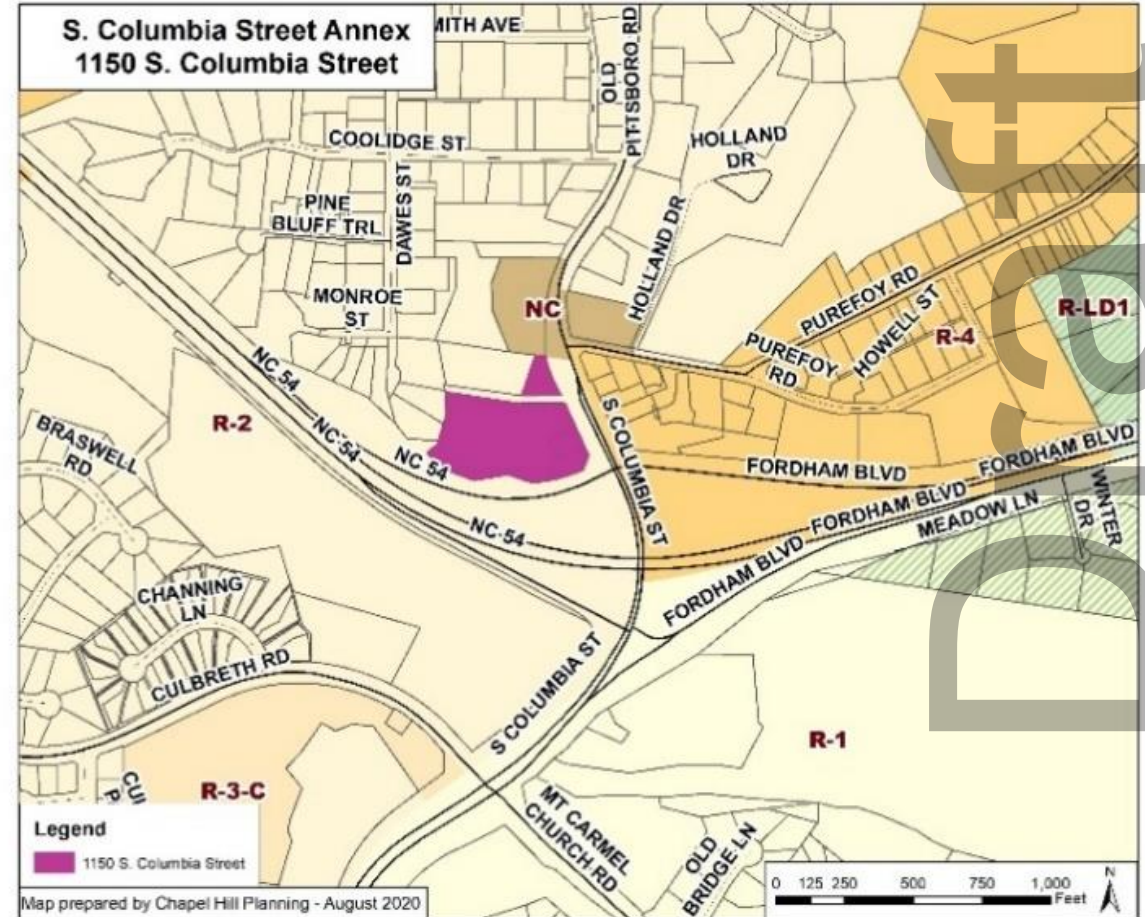 S. Columbia Street Annex
1150 S. Columbia Street
MITH AVE
OLD
PITTSBORO RD
COOLIDGE ST
HOLLAND
DR
PINE
BLUFF TRL
DAWES ST
HOLLAND DR
MONROE
ST
NC
PUREFOY RD
HOWELL ST
R-LD1
R-4
PUREFOY
RD
NC 54
R-2
NC 54
NC 54
S COLUMBIA ST
BRASWELL
RD
FORDHAM BLVD
FORDHAM BLVD
FORDHAM BLVD
MEADOW LN
WINTER
DR
NC 54
FORDHAM BLVD
CHANNING
LN
CULBRETH RD
S COLUMBIA ST
R-1
R-3-C
CUL
P
MT CARMEL
CHURCH RD
OLD
BRIDGE LN
Legend
1150 S. Columbia Street
0 125 250 500 750 1,000
Feet
N
Map prepared by Chapel Hill Planning - August 2020
Draft